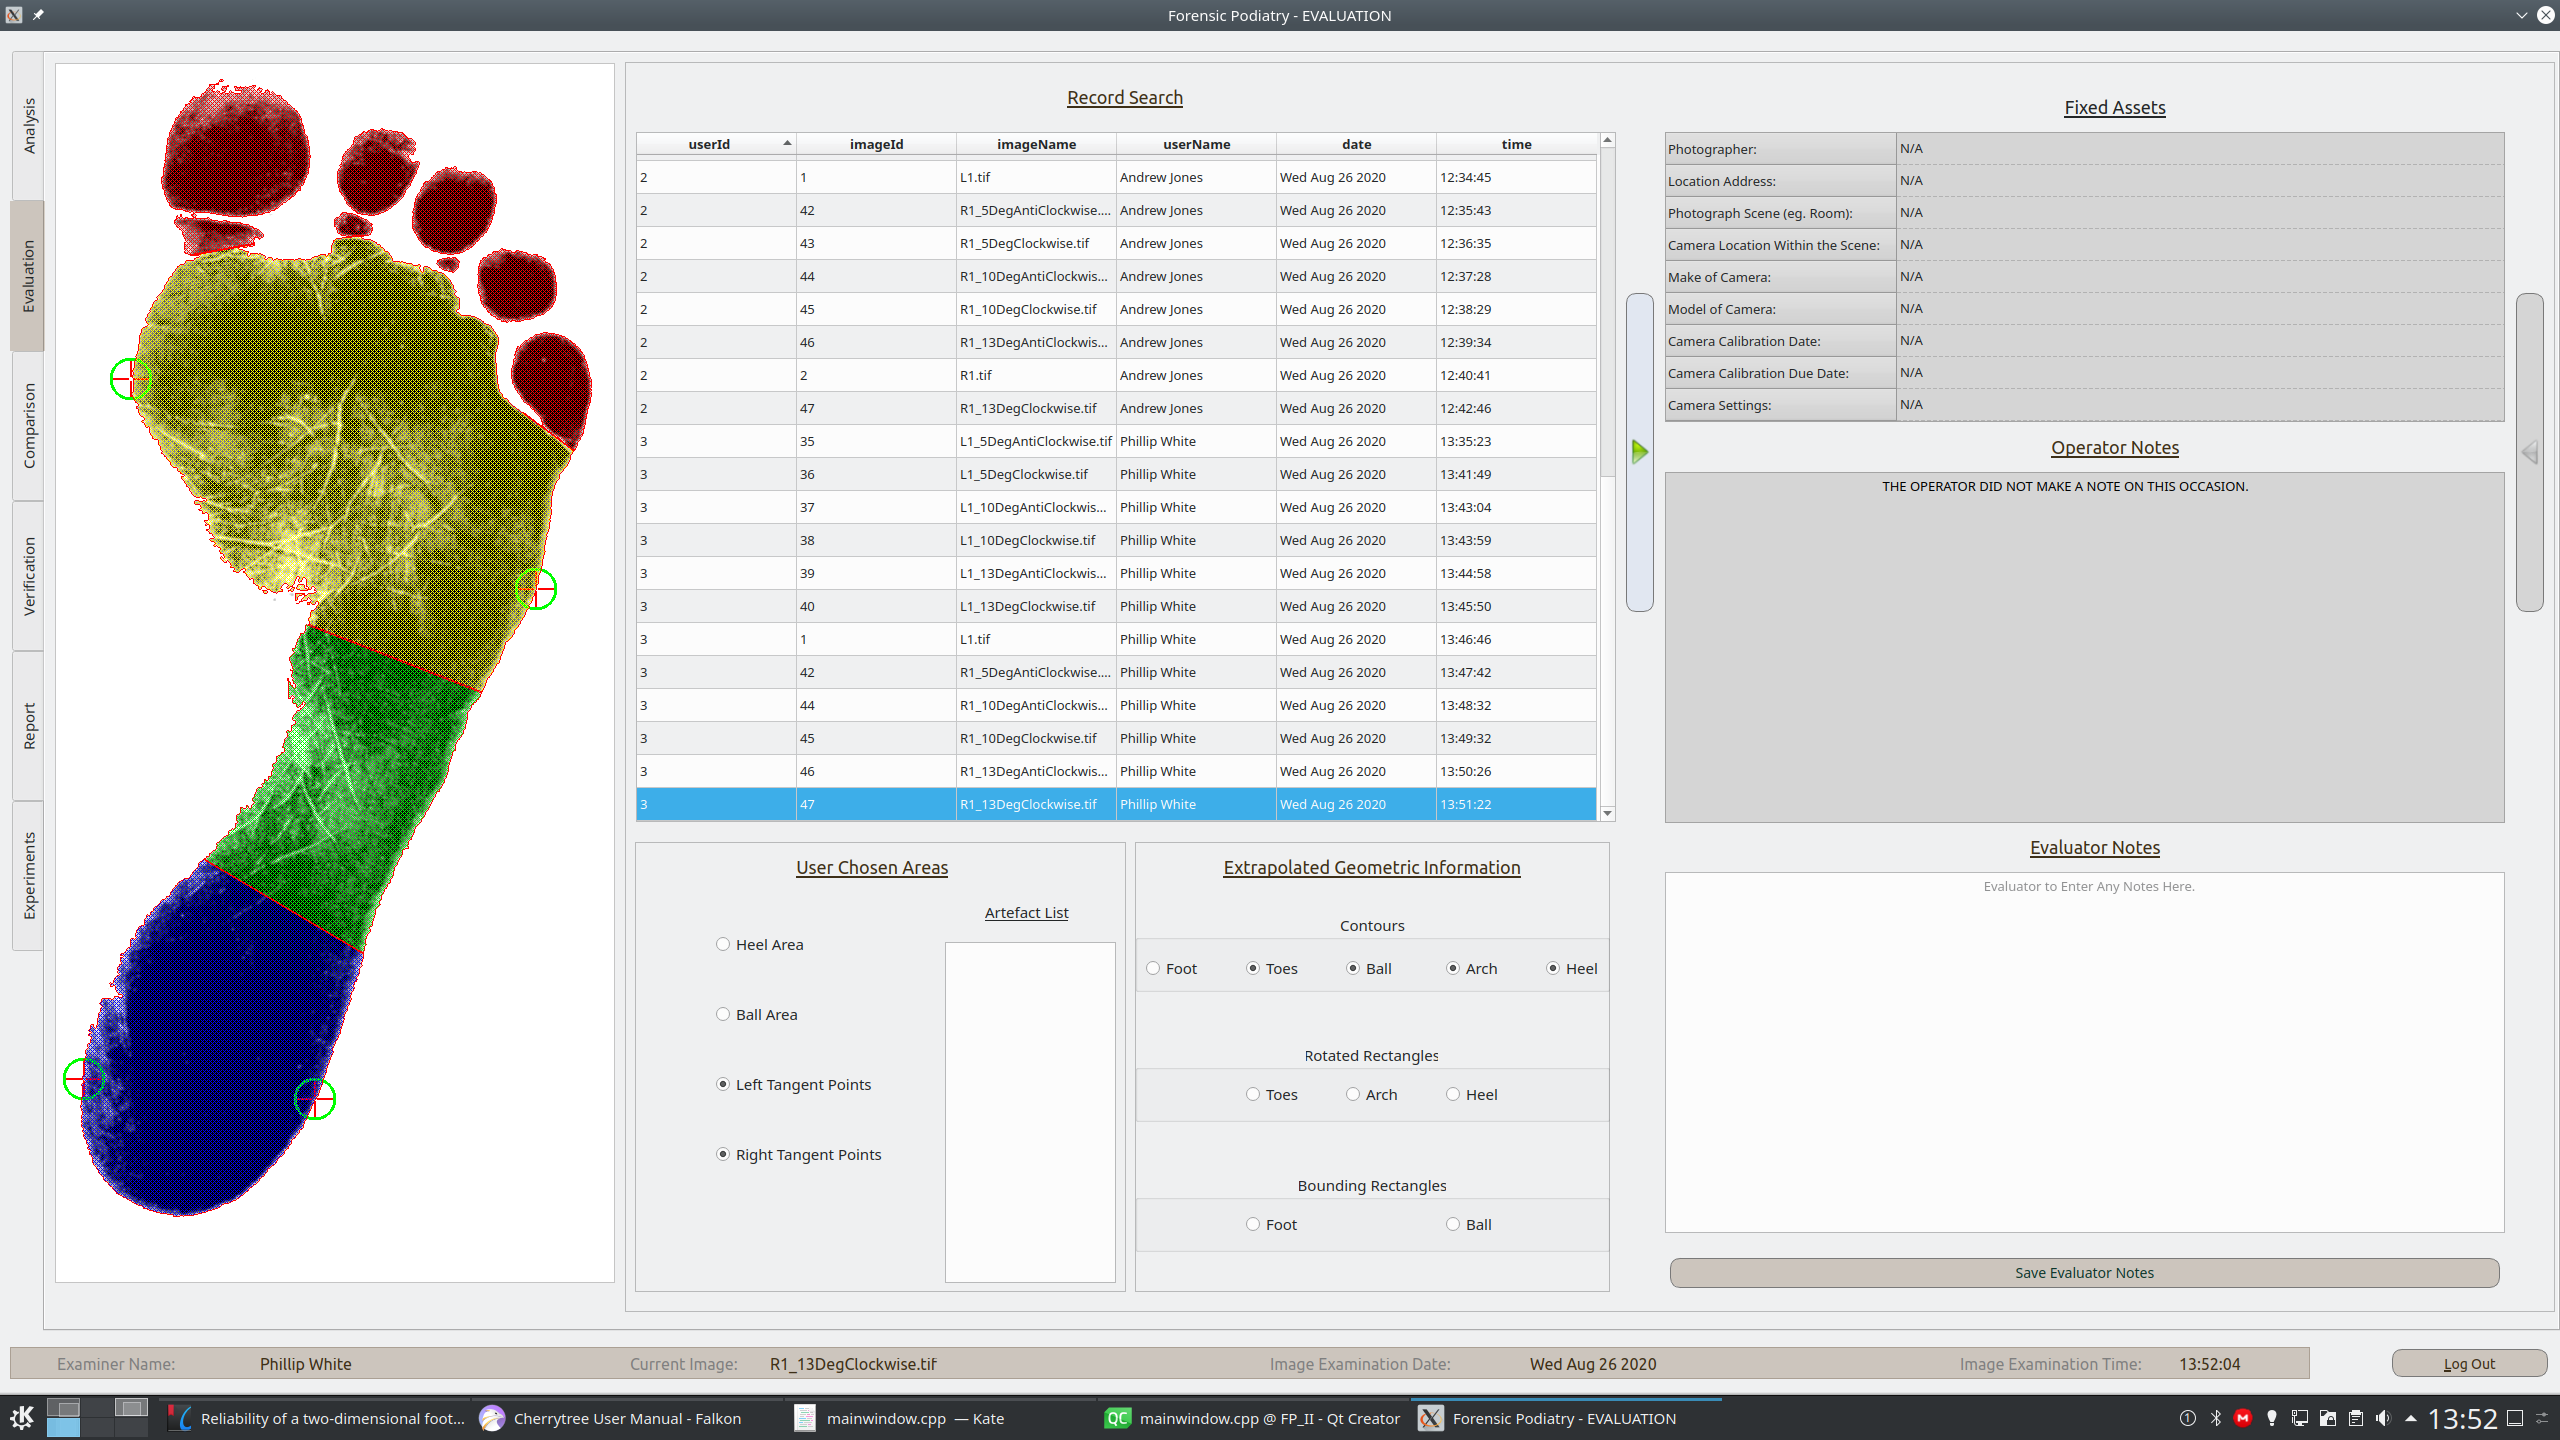 Forensic Podiatry - EVALUATION
Analysis
Evaluation
Comparison
Verification
Report
Experiments
Record Search
userId imageId imageName userName date time
2 1 L1.tif Andrew Jones Wed Aug 26 2020 12:34:45
2 42 R1_5DegAntiClockwise.... Andrew Jones Wed Aug 26 2020 12:35:43
2 43 R1_5DegClockwise.tif Andrew Jones Wed Aug 26 2020 12:36:35
2 44 R1_10DegAntiClockwis... Andrew Jones Wed Aug 26 2020 12:37:28
2 45 R1_10DegClockwise.tif Andrew Jones Wed Aug 26 2020 12:38:29
2 46 R1_13DegAntiClockwis... Andrew Jones Wed Aug 26 2020 12:39:34
2 2 R1.tif Andrew Jones Wed Aug 26 2020 12:40:41
2 47 R1_13DegClockwise.tif Andrew Jones Wed Aug 26 2020 12:42:46
3 35 L1_5DegAntiClockwise.tif Phillip White Wed Aug 26 2020 13:35:23
3 36 L1_5DegClockwise.tif Phillip White Wed Aug 26 2020 13:41:49
3 37 L1_10DegAntiClockwis... Phillip White Wed Aug 26 2020 13:43:04
3 38 L1_10DegClockwise.tif Phillip White Wed Aug 26 2020 13:43:59
3 39 L1_13DegAntiClockwis... Phillip White Wed Aug 26 2020 13:44:58
3 40 L1_13DegClockwise.tif Phillip White Wed Aug 26 2020 13:45:50
3 1 L1.tif Phillip White Wed Aug 26 2020 13:46:46
3 42 R1_5DegAntiClockwise.... Phillip White Wed Aug 26 2020 13:47:42
3 44 R1_10DegAntiClockwis... Phillip White Wed Aug 26 2020 13:48:32
3 45 R1_10DegClockwise.tif Phillip White Wed Aug 26 2020 13:49:32
3 46 R1_13DegAntiClockwis... Phillip White Wed Aug 26 2020 13:50:26
3 47 R1_13DegClockwise.tif Phillip White Wed Aug 26 2020 13:51:22
User Chosen Areas
Artefact List
Heel Area
Ball Area
Left Tangent Points
Right Tangent Points
Extrapolated Geometric Information
Contours
Foot Toes Ball Arch Heel
Rotated Rectangles
Toes Arch Heel
Bounding Rectangles
Foot Ball
Fixed Assets
Photographer: N/A
Location Address: N/A
Photograph Scene (eg. Room): N/A
Camera Location Within the Scene: N/A
Make of Camera: N/A
Model of Camera: N/A
Camera Calibration Date: N/A
Camera Calibration Due Date: N/A
Camera Settings: N/A
Operator Notes
THE OPERATOR DID NOT MAKE A NOTE ON THIS OCCASION.
Evaluator Notes
Evaluator to Enter Any Notes Here.
Save Evaluator Notes
Examiner Name: Phillip White Current Image: R1_13DegClockwise.tif Image Examination Date: Wed Aug 26 2020 Image Examination Time: 13:52:04
Log Out
Reliability of a two-dimensional foot... Cherrytree User Manual - Falkon mainwindow.cpp — Kate QC mainwindow.cpp @ FP_II - Qt Creator Forensic Podiatry - EVALUATION 13:52